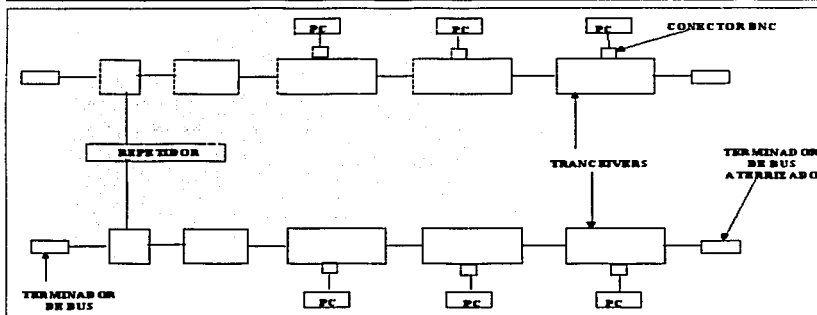 PC
PC
PC
CONECTOR BNC
REPETIDOR
TRANCEIVERS
TERMINADOR
DE BUS
ATERRIZADO
TERMINADOR
DE BUS
PC
PC
PC